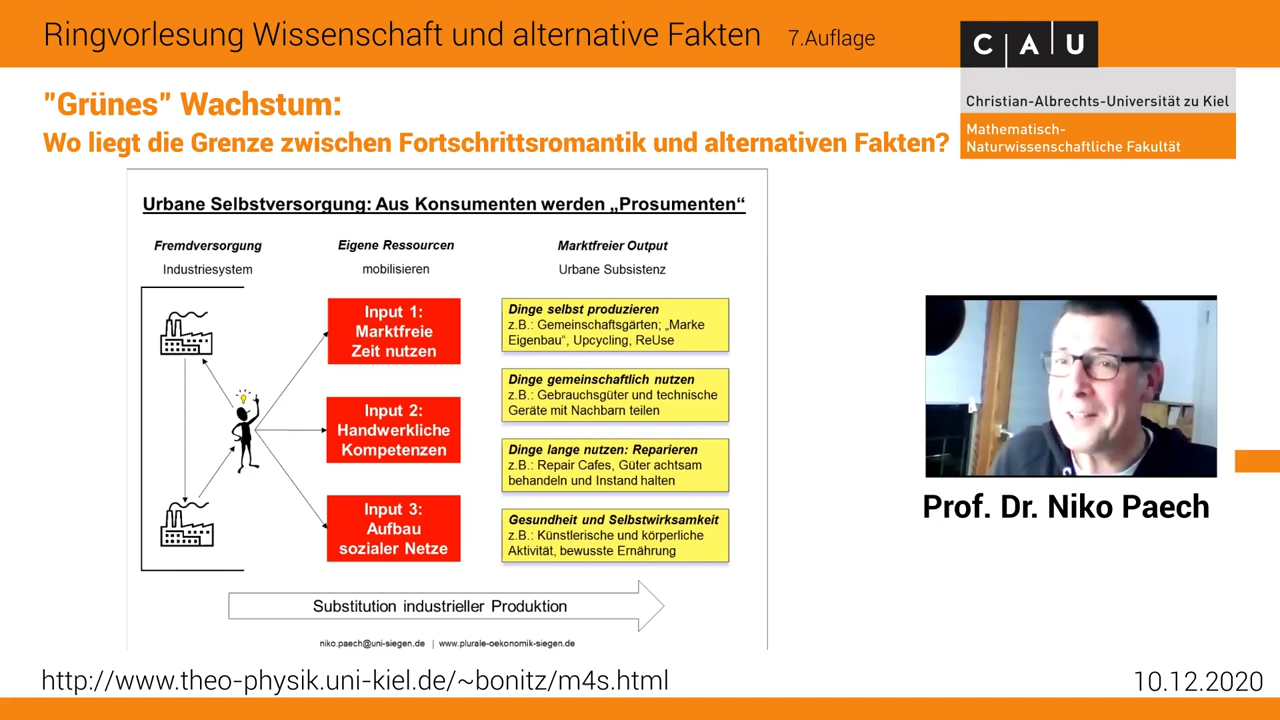 Ringvorlesung Wissenschaft und alternative Fakten 7.Auflage
C A U
Christian-Albrechts-Universität zu Kiel
Mathematisch-
Naturwissenschaftliche Fakultät
"Grünes" Wachstum:
Wo liegt die Grenze zwischen Fortschrittsromantik und alternativen Fakten?
Urbane Selbstversorgung: Aus Konsumenten werden „Prosumenten“
Fremdversorgung
Industriesystem
Eigene Ressourcen
mobilisieren
Marktfreier Output
Urbane Subsistenz
Input 1:
Marktfreie
Zeit nutzen
Input 2:
Handwerkliche
Kompetenzen
Input 3:
Aufbau
sozialer Netze
Dinge selbst produzieren
z.B.: Gemeinschaftsgärten; „Marke
Eigenbau“, Upcycling, ReUse
Dinge gemeinschaftlich nutzen
z.B.: Gebrauchsgüter und technische
Geräte mit Nachbarn teilen
Dinge lange nutzen: Reparieren
z.B.: Repair Cafes, Güter achtsam
behandeln und Instand halten
Gesundheit und Selbstwirksamkeit
z.B.: Künstlerische und körperliche
Aktivität, bewusste Ernährung
Substitution industrieller Produktion
niko.paech@uni-siegen.de | www.plurale-oekonomik-siegen.de
Prof. Dr. Niko Paech
http://www.theo-physik.uni-kiel.de/~bonitz/m4s.html
10.12.2020